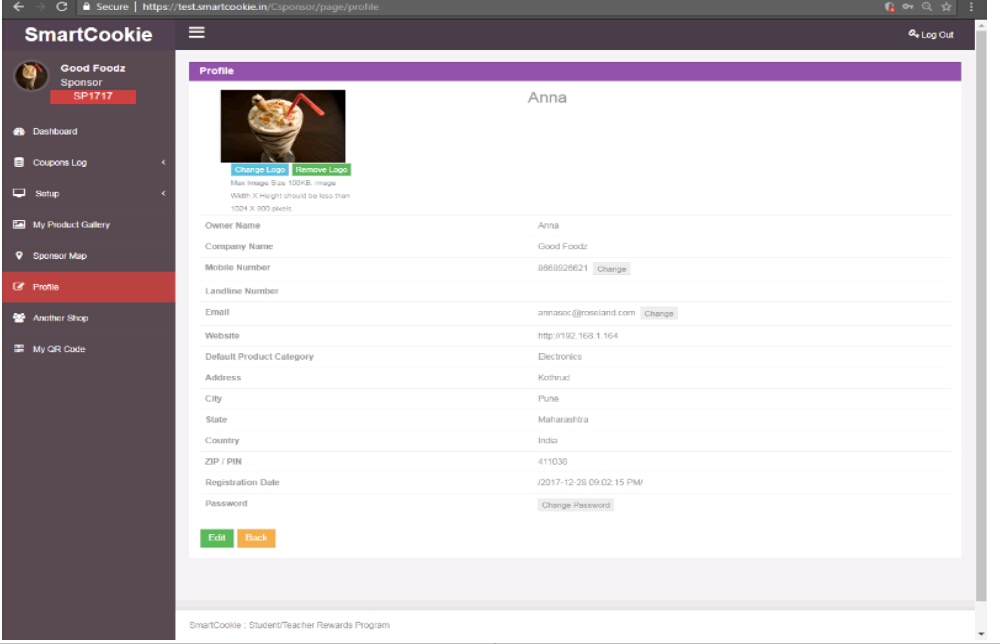 Secure | https://test.smartcookie.in/Csponsor/page/profile
SmartCookie
Log Out
Good Foodz
Sponsor
SP1717
Dashboard
Coupons Log
Setup
My Product Gallery
Sponsor Map
Profile
Another Shop
My QR Code
Profile
Anna
Change Logo Remove Logo
Max Image Size 100KB, Image
Width X Height should be less than
1024 X 800 pixels.
Owner Name Anna
Company Name Good Foodz
Mobile Number 8668926621 Change
Landline Number
Email annasoc@roseland.com Change
Website http://192.168.1.164
Default Product Category Electronics
Address Kothrud
City Pune
State Maharashtra
Country India
ZIP / PIN 411038
Registration Date /2017-12-28 09:02:15 PM/
Password Change Password
Edit Back
SmartCookie : Student/Teacher Rewards Program